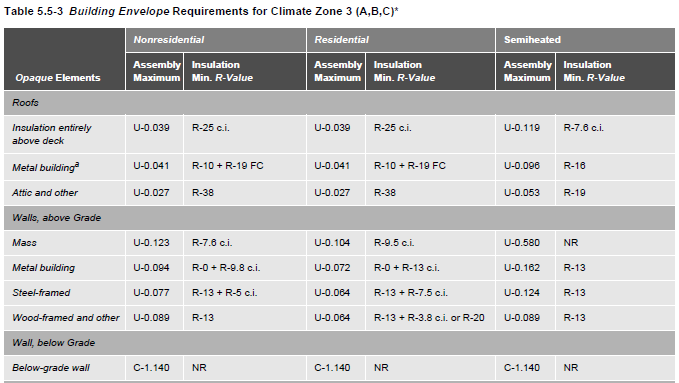 Table 5.5-3 Building Envelope Requirements for Climate Zone 3 (A,B,C)*
Nonresidential Residential Semiheated
Opaque Elements Assembly Maximum Insulation Min. R-Value Assembly Maximum Insulation Min. R-Value Assembly Maximum Insulation Min. R-Value
Roofs
Insulation entirely above deck U-0.039 R-25 c.i. U-0.039 R-25 c.i. U-0.119 R-7.6 c.i.
Metal buildingᵃ U-0.041 R-10 + R-19 FC U-0.041 R-10 + R-19 FC U-0.096 R-16
Attic and other U-0.027 R-38 U-0.027 R-38 U-0.053 R-19
Walls, above Grade
Mass U-0.123 R-7.6 c.i. U-0.104 R-9.5 c.i. U-0.580 NR
Metal building U-0.094 R-0 + R-9.8 c.i. U-0.072 R-0 + R-13 c.i. U-0.162 R-13
Steel-framed U-0.077 R-13 + R-5 c.i. U-0.064 R-13 + R-7.5 c.i. U-0.124 R-13
Wood-framed and other U-0.089 R-13 U-0.064 R-13 + R-3.8 c.i. or R-20 U-0.089 R-13
Wall, below Grade
Below-grade wall C-1.140 NR C-1.140 NR C-1.140 NR